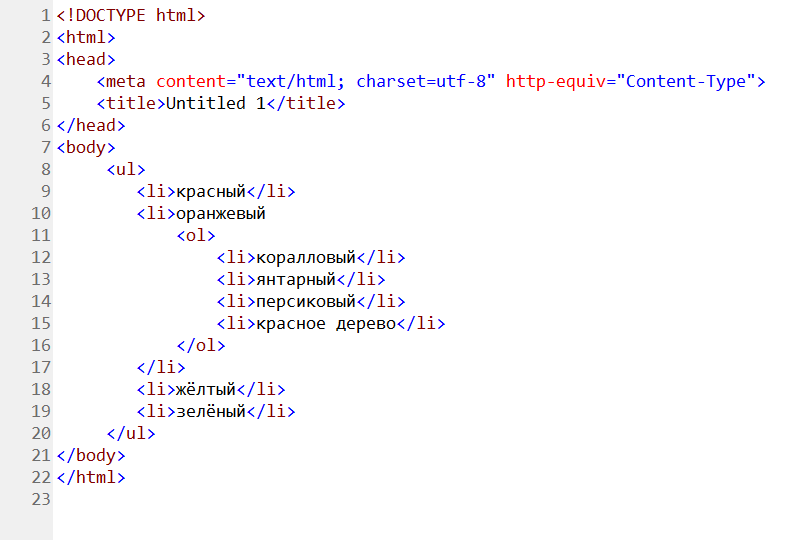 1 <!DOCTYPE html>
2 <html>
3 <head>
4     <meta content="text/html; charset=utf-8" http-equiv="Content-Type">
5     <title>Untitled 1</title>
6 </head>
7 <body>
8      <ul>
9         <li>красный</li>
10         <li>оранжевый
11             <ol>
12                 <li>коралловый</li>
13                 <li>янтарный</li>
14                 <li>персиковый</li>
15                 <li>красное дерево</li>
16             </ol>
17         </li>
18         <li>жёлтый</li>
19         <li>зелёный</li>
20      </ul>
21 </body>
22 </html>
23